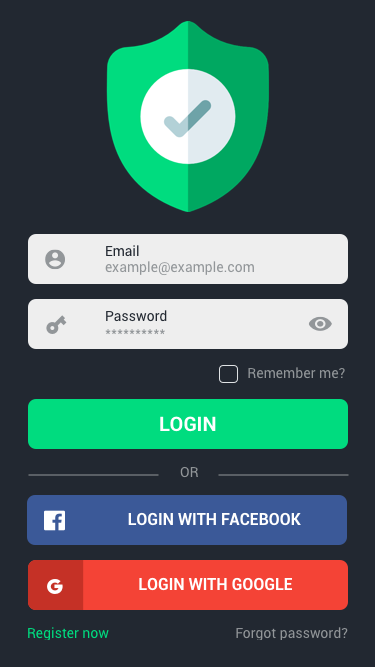 Email
example@example.com
Password
**********
Remember me?
LOGIN
OR
LOGIN WITH FACEBOOK
G LOGIN WITH GOOGLE
Register now Forgot password?